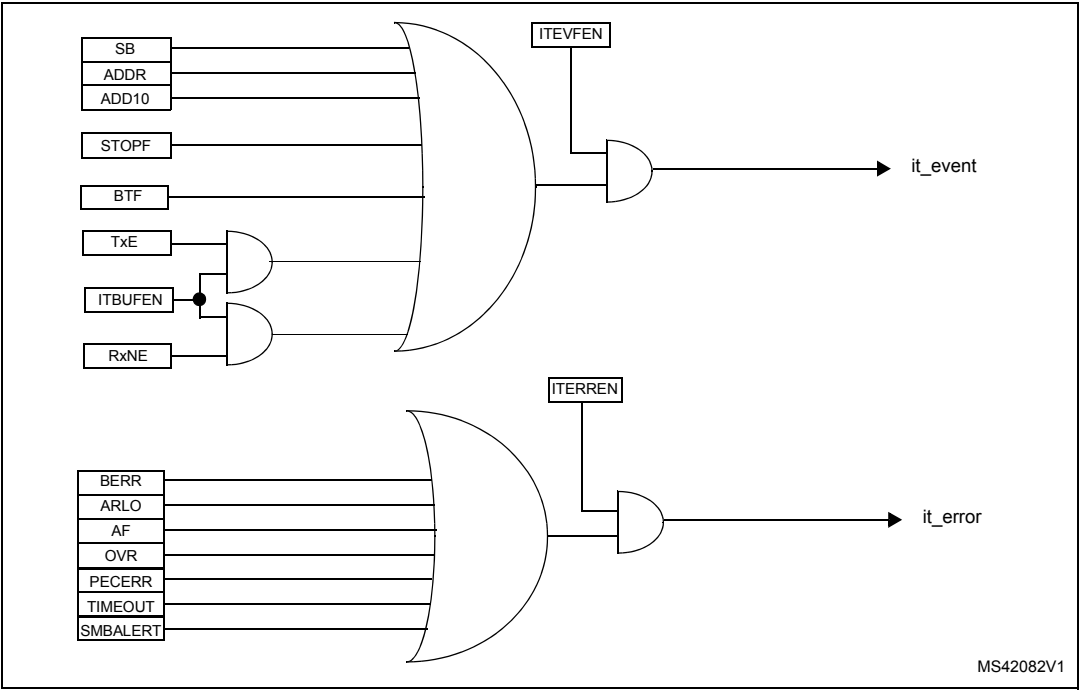 ITEVFEN
SB
ADDR
ADD10
STOPF
BTF
TxE
ITBUFEN
RxNE
it_event
ITERREN
BERR
ARLO
AF
OVR
PECERR
TIMEOUT
SMBALERT
it_error
MS42082V1